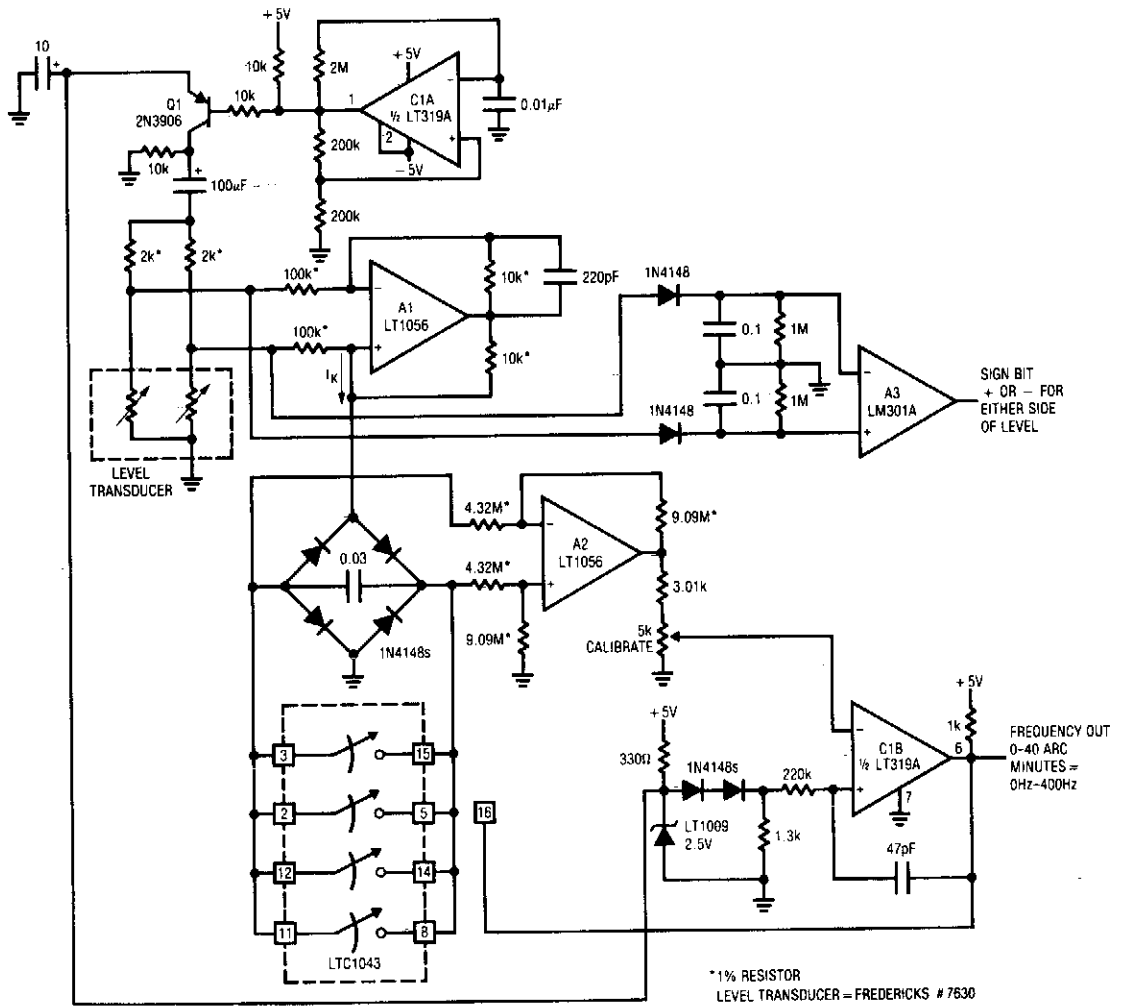 +5V
10
+
10k
2M
+5V
−
C1A
½ LT319A
1
0.01µF
Q1
2N3906
10k
2
+
−5V
10k
+
200k
100µF
200k
2k*
2k*
100k*
−
10k*
220pF
1N4148
A1
LT1056
100k*
+
10k*
0.1
1M
IK
−
A3
LM301A
SIGN BIT
+ OR − FOR
EITHER SIDE
OF LEVEL
1N4148
0.1
1M
+
LEVEL
TRANSDUCER
4.32M*
−
9.09M*
A2
LT1056
0.03
4.32M*
+
3.01k
9.09M*
5k
CALIBRATE
1N4148s
+5V
+5V
1k
−
330Ω
1N4148s
220k
C1B
½ LT319A
6
FREQUENCY OUT
0-40 ARC
MINUTES =
0Hz-400Hz
3
15
+
7
2
5
16
LT1009
2.5V
1.3k
47pF
12
14
11
8
LTC1043
*1% RESISTOR
LEVEL TRANSDUCER = FREDERICKS #7630